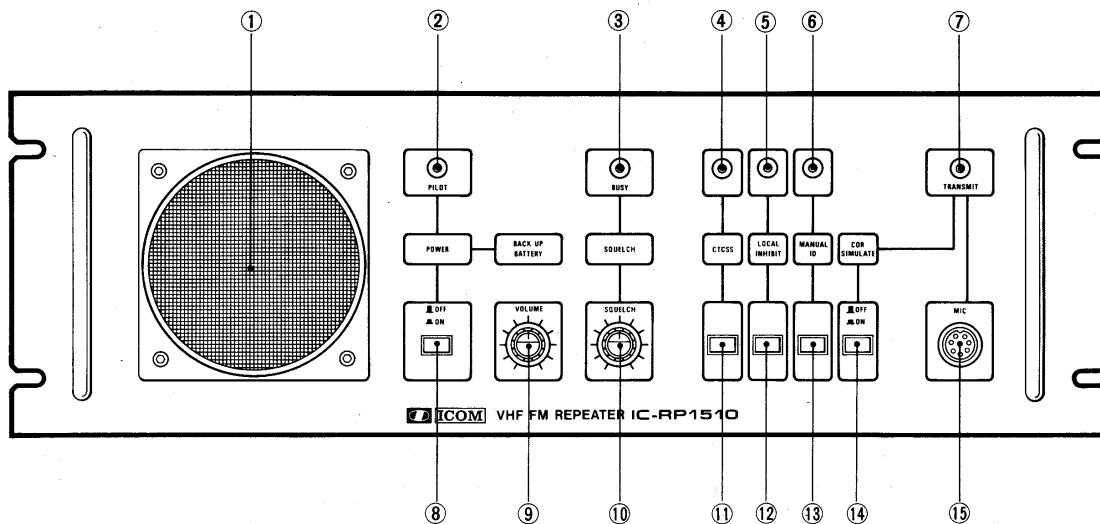 ① ② ③ ④ ⑤ ⑥ ⑦
PILOT BUSY TRANSMIT
POWER
BACK UP
BATTERY
SQUELCH
CTCSS
LOCAL
INHIBIT
MANUAL
ID
COR
SIMULATE
OFF
ON
VOLUME
SQUELCH
OFF
ON
MIC
ICOM VHF FM REPEATER IC-RP1510
⑧ ⑨ ⑩ ⑪ ⑫ ⑬ ⑭ ⑮